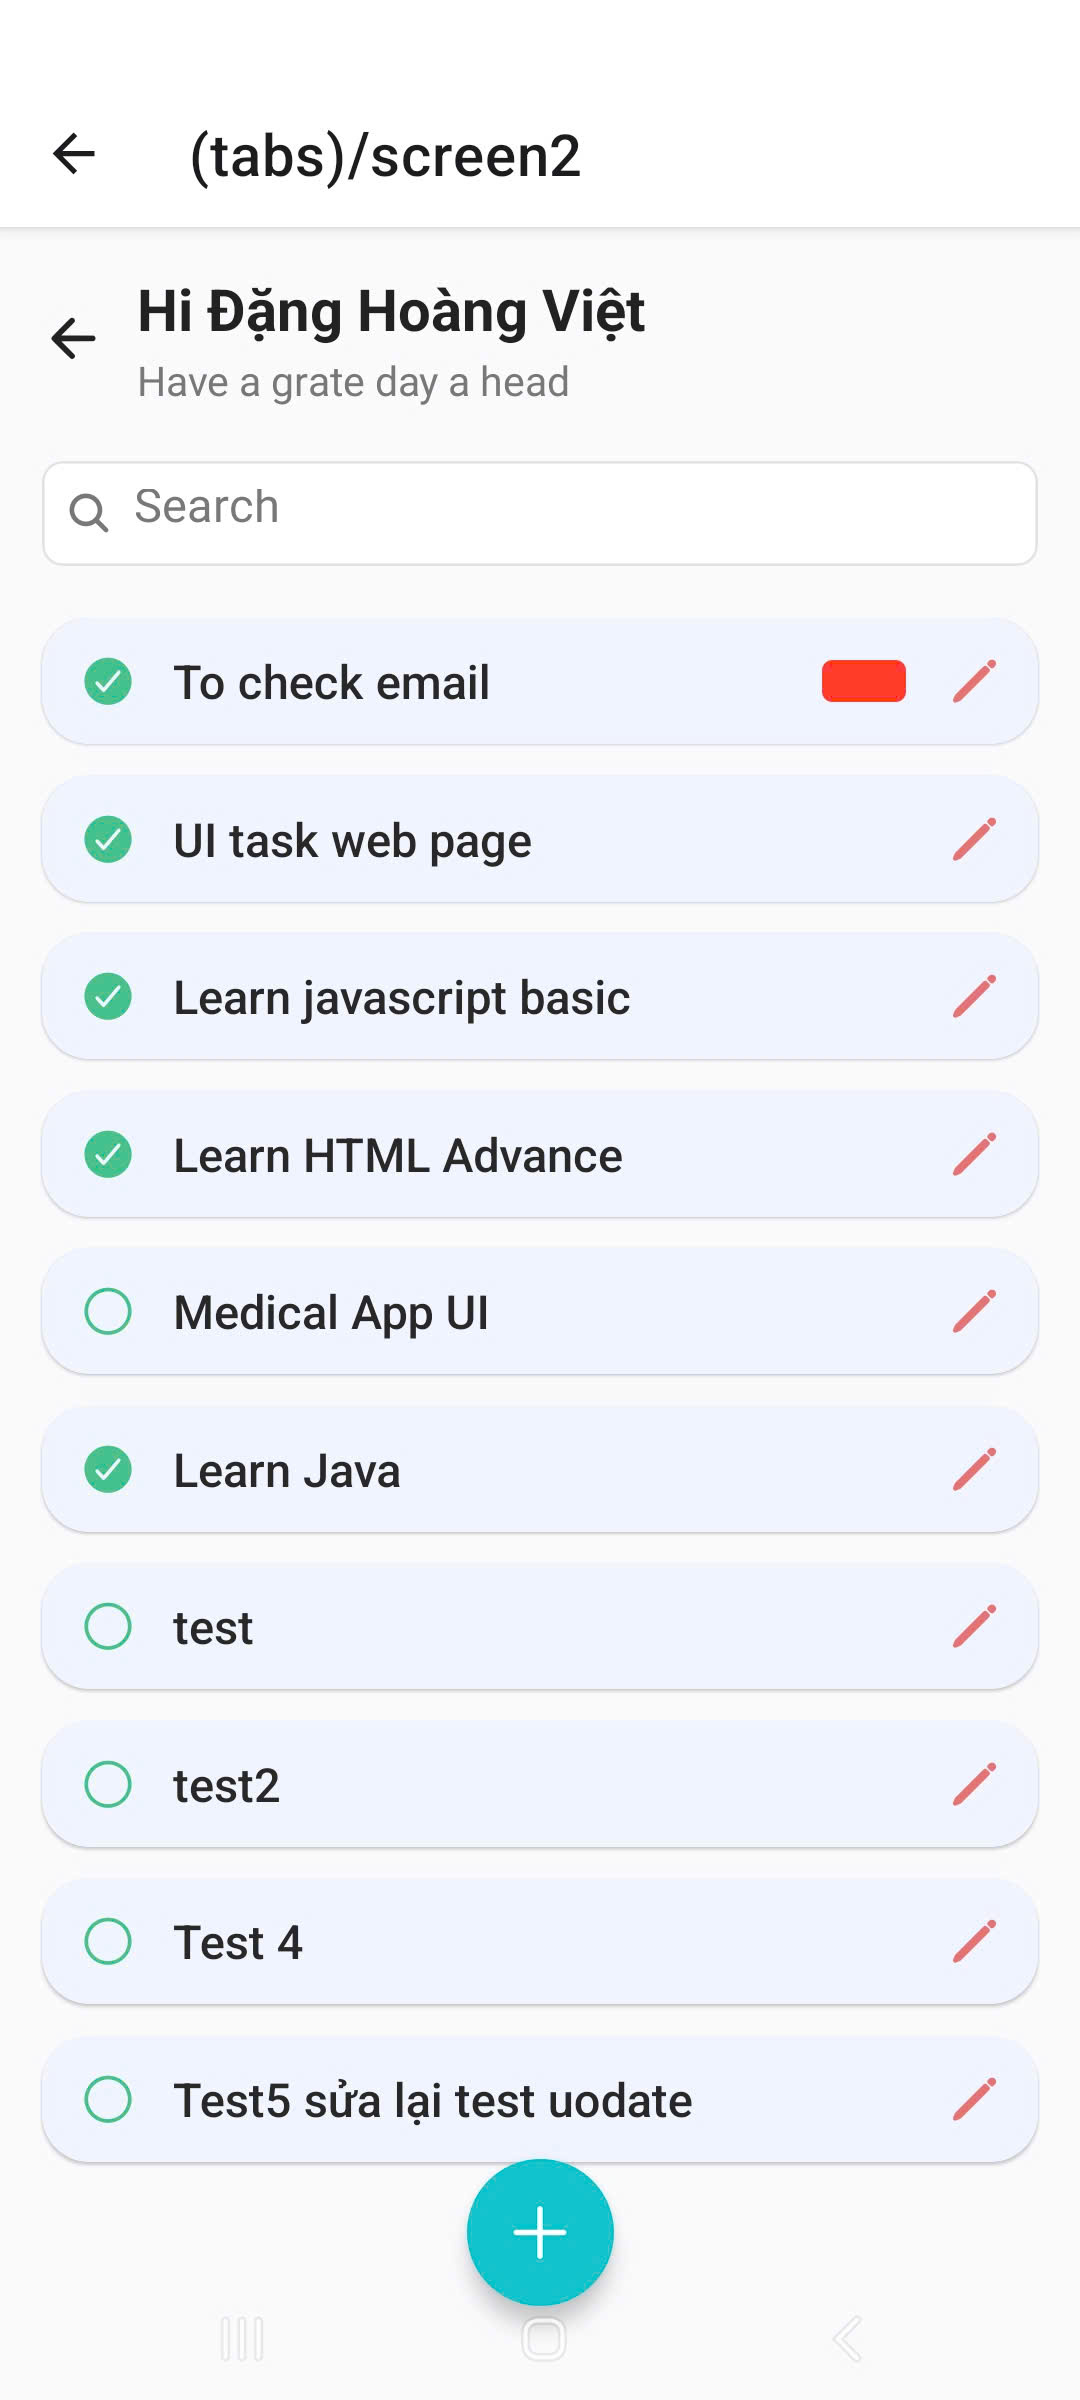 (tabs)/screen2
Hi Đặng Hoàng Việt
Have a grate day a head
Search
To check email
UI task web page
Learn javascript basic
Learn HTML Advance
Medical App UI
Learn Java
test
test2
Test 4
Test5 sửa lại test uodate